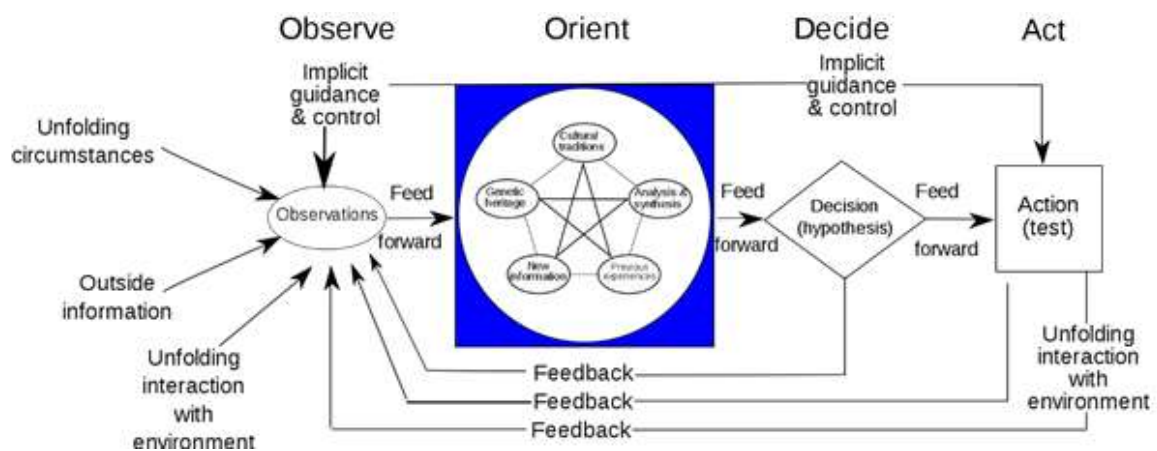 Observe
Orient
Decide
Act
Implicit
guidance
& control
Implicit
guidance
& control
Unfolding
circumstances
Observations
Feed
forward
Cultural
traditions
Genetic
heritage
Analysis &
synthesis
New
information
Previous
experiences
Feed
forward
Decision
(hypothesis)
Feed
forward
Action
(test)
Outside
information
Unfolding
interaction
with
environment
Unfolding
interaction
with
environment
Feedback
Feedback
Feedback